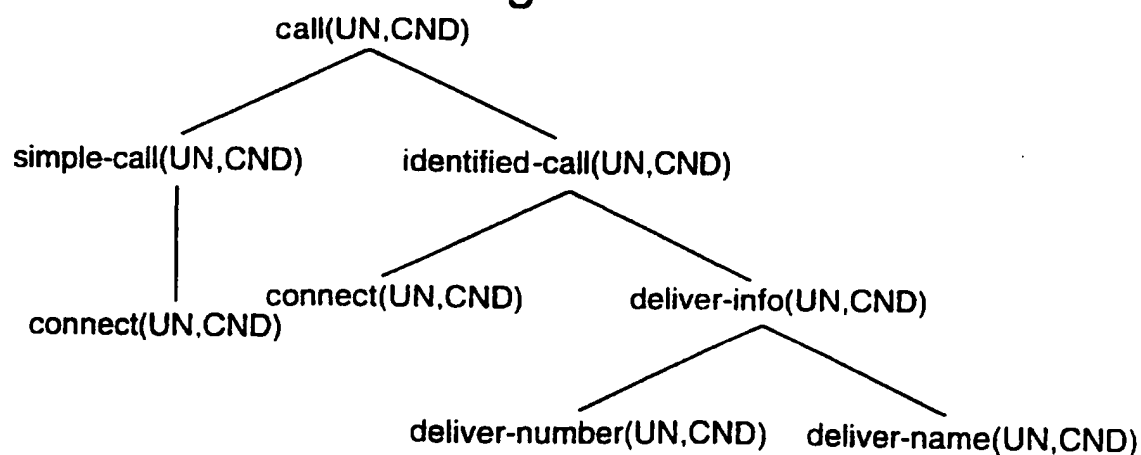 call(UN,CND)
simple-call(UN,CND)
identified-call(UN,CND)
connect(UN,CND)
connect(UN,CND)
deliver-info(UN,CND)
deliver-number(UN,CND)
deliver-name(UN,CND)